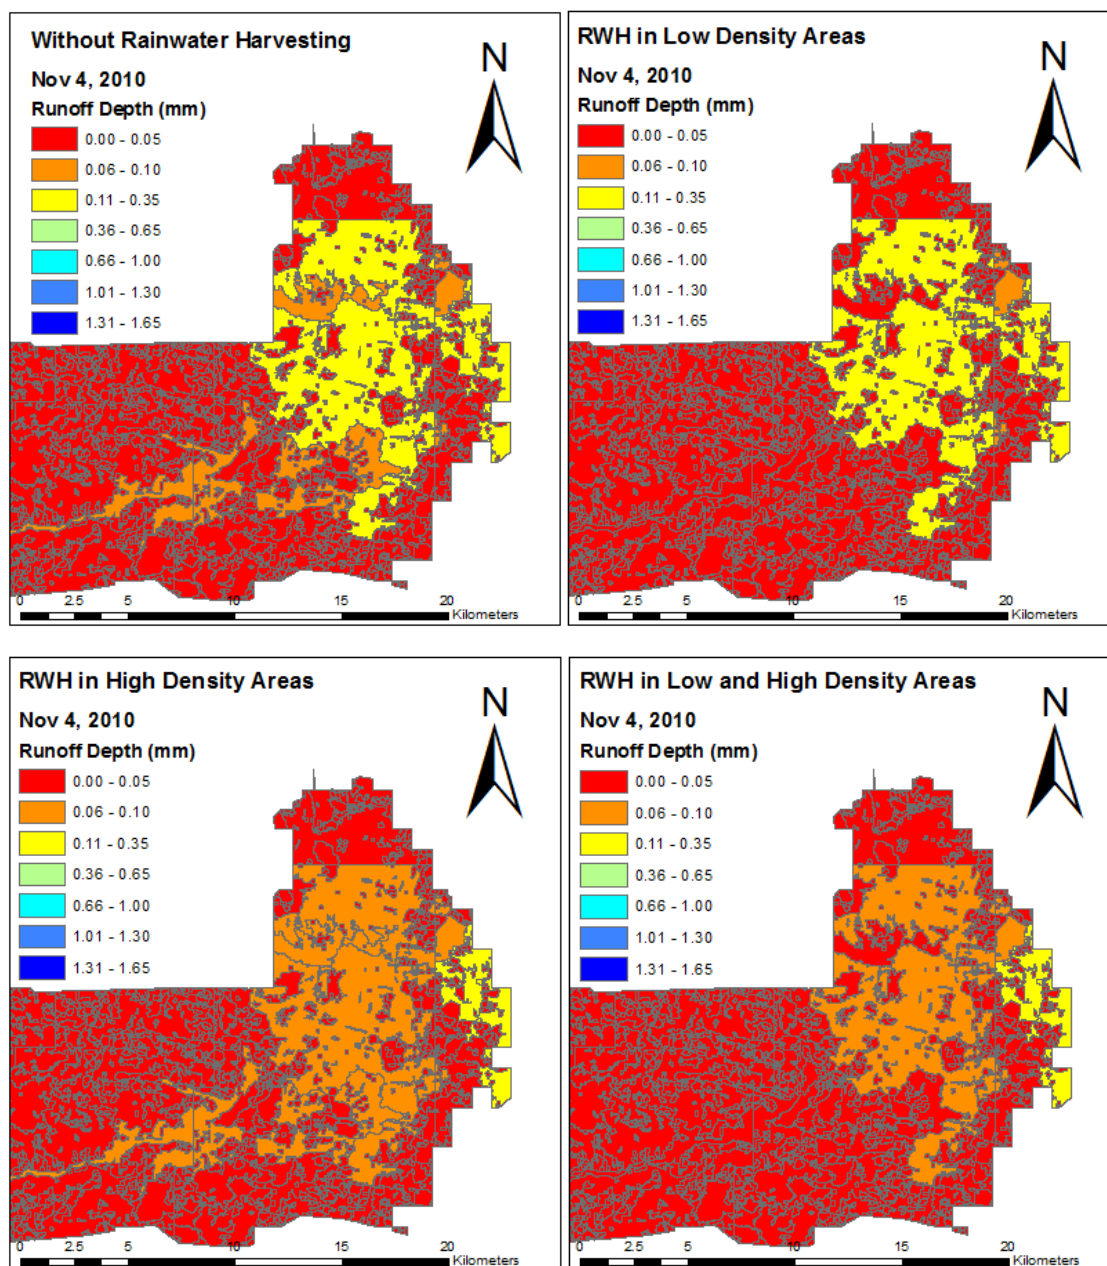 Without Rainwater Harvesting
Nov 4, 2010
Runoff Depth (mm)
0.00 - 0.05
0.06 - 0.10
0.11 - 0.35
0.36 - 0.65
0.66 - 1.00
1.01 - 1.30
1.31 - 1.65
N
0 2.5 5 10 15 20
Kilometers
RWH in Low Density Areas
Nov 4, 2010
Runoff Depth (mm)
0.00 - 0.05
0.06 - 0.10
0.11 - 0.35
0.36 - 0.65
0.66 - 1.00
1.01 - 1.30
1.31 - 1.65
N
0 2.5 5 10 15 20
Kilometers
RWH in High Density Areas
Nov 4, 2010
Runoff Depth (mm)
0.00 - 0.05
0.06 - 0.10
0.11 - 0.35
0.36 - 0.65
0.66 - 1.00
1.01 - 1.30
1.31 - 1.65
N
0 2.5 5 10 15 20
Kilometers
RWH in Low and High Density Areas
Nov 4, 2010
Runoff Depth (mm)
0.00 - 0.05
0.06 - 0.10
0.11 - 0.35
0.36 - 0.65
0.66 - 1.00
1.01 - 1.30
1.31 - 1.65
N
0 2.5 5 10 15 20
Kilometers